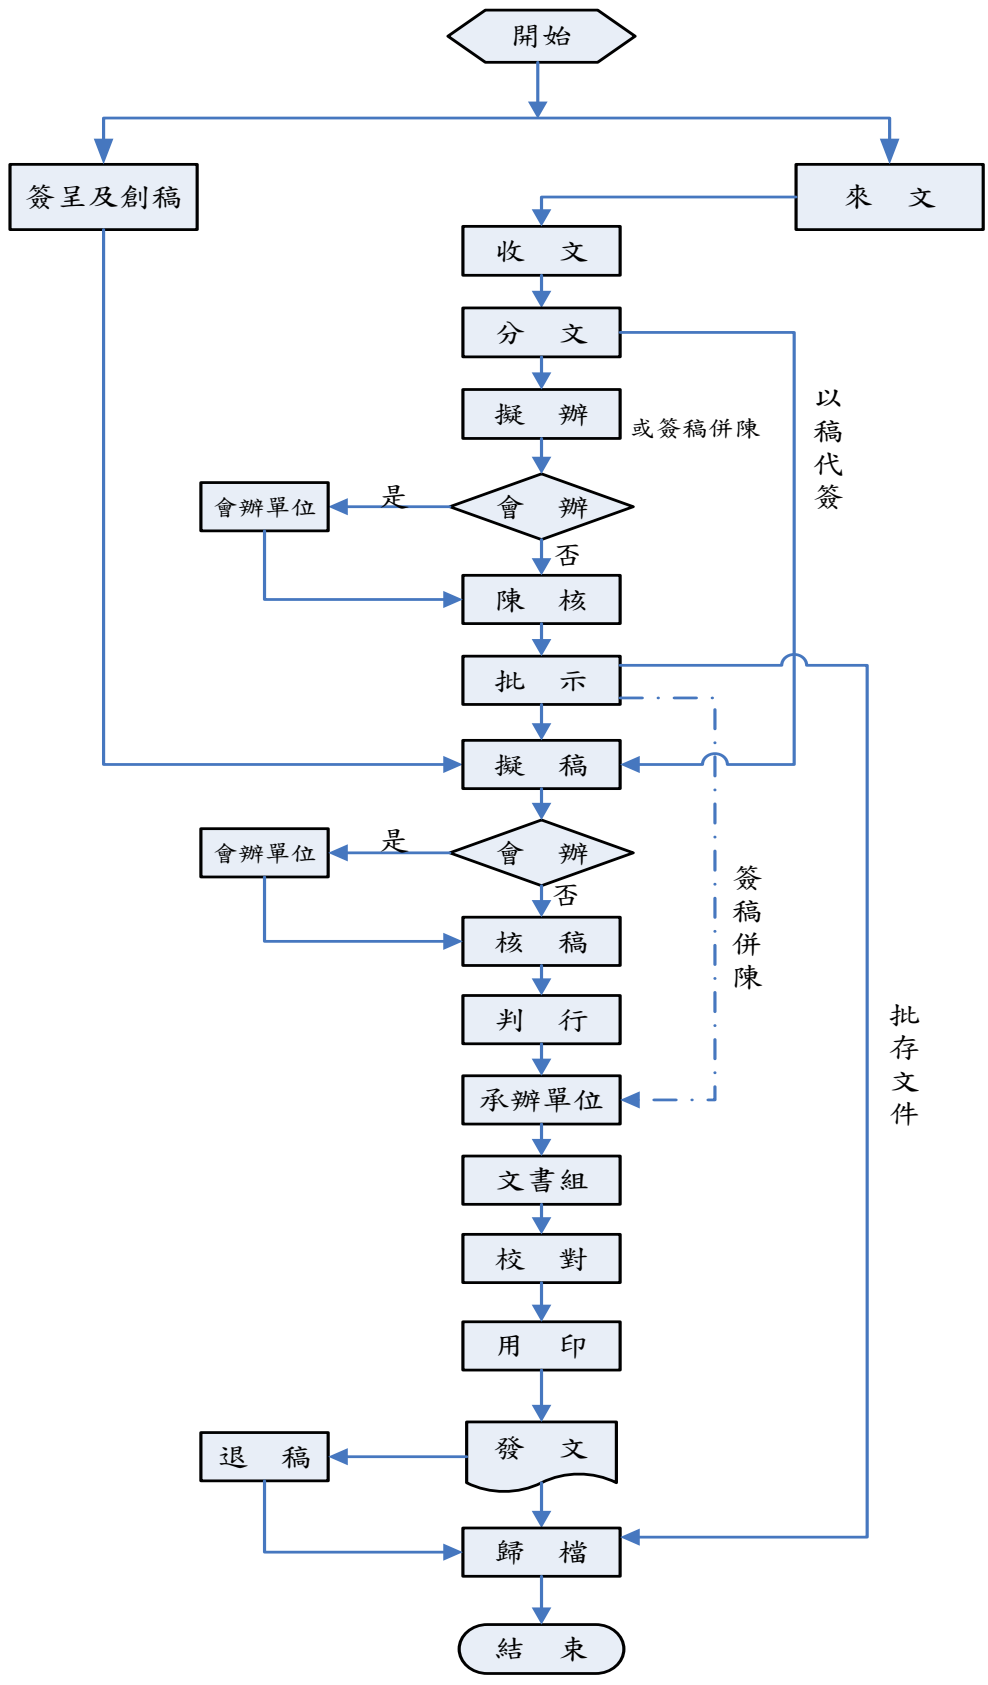 開始
簽呈及創稿
來 文
收 文
分 文
擬 辦
或簽稿併陳
以稿代簽
會 辦
是
會辦單位
否
陳 核
批 示
擬 稿
會 辦
是
會辦單位
否
簽稿併陳
核 稿
判 行
批存文件
承辦單位
文書組
校 對
用 印
發 文
退 稿
歸 檔
結 束